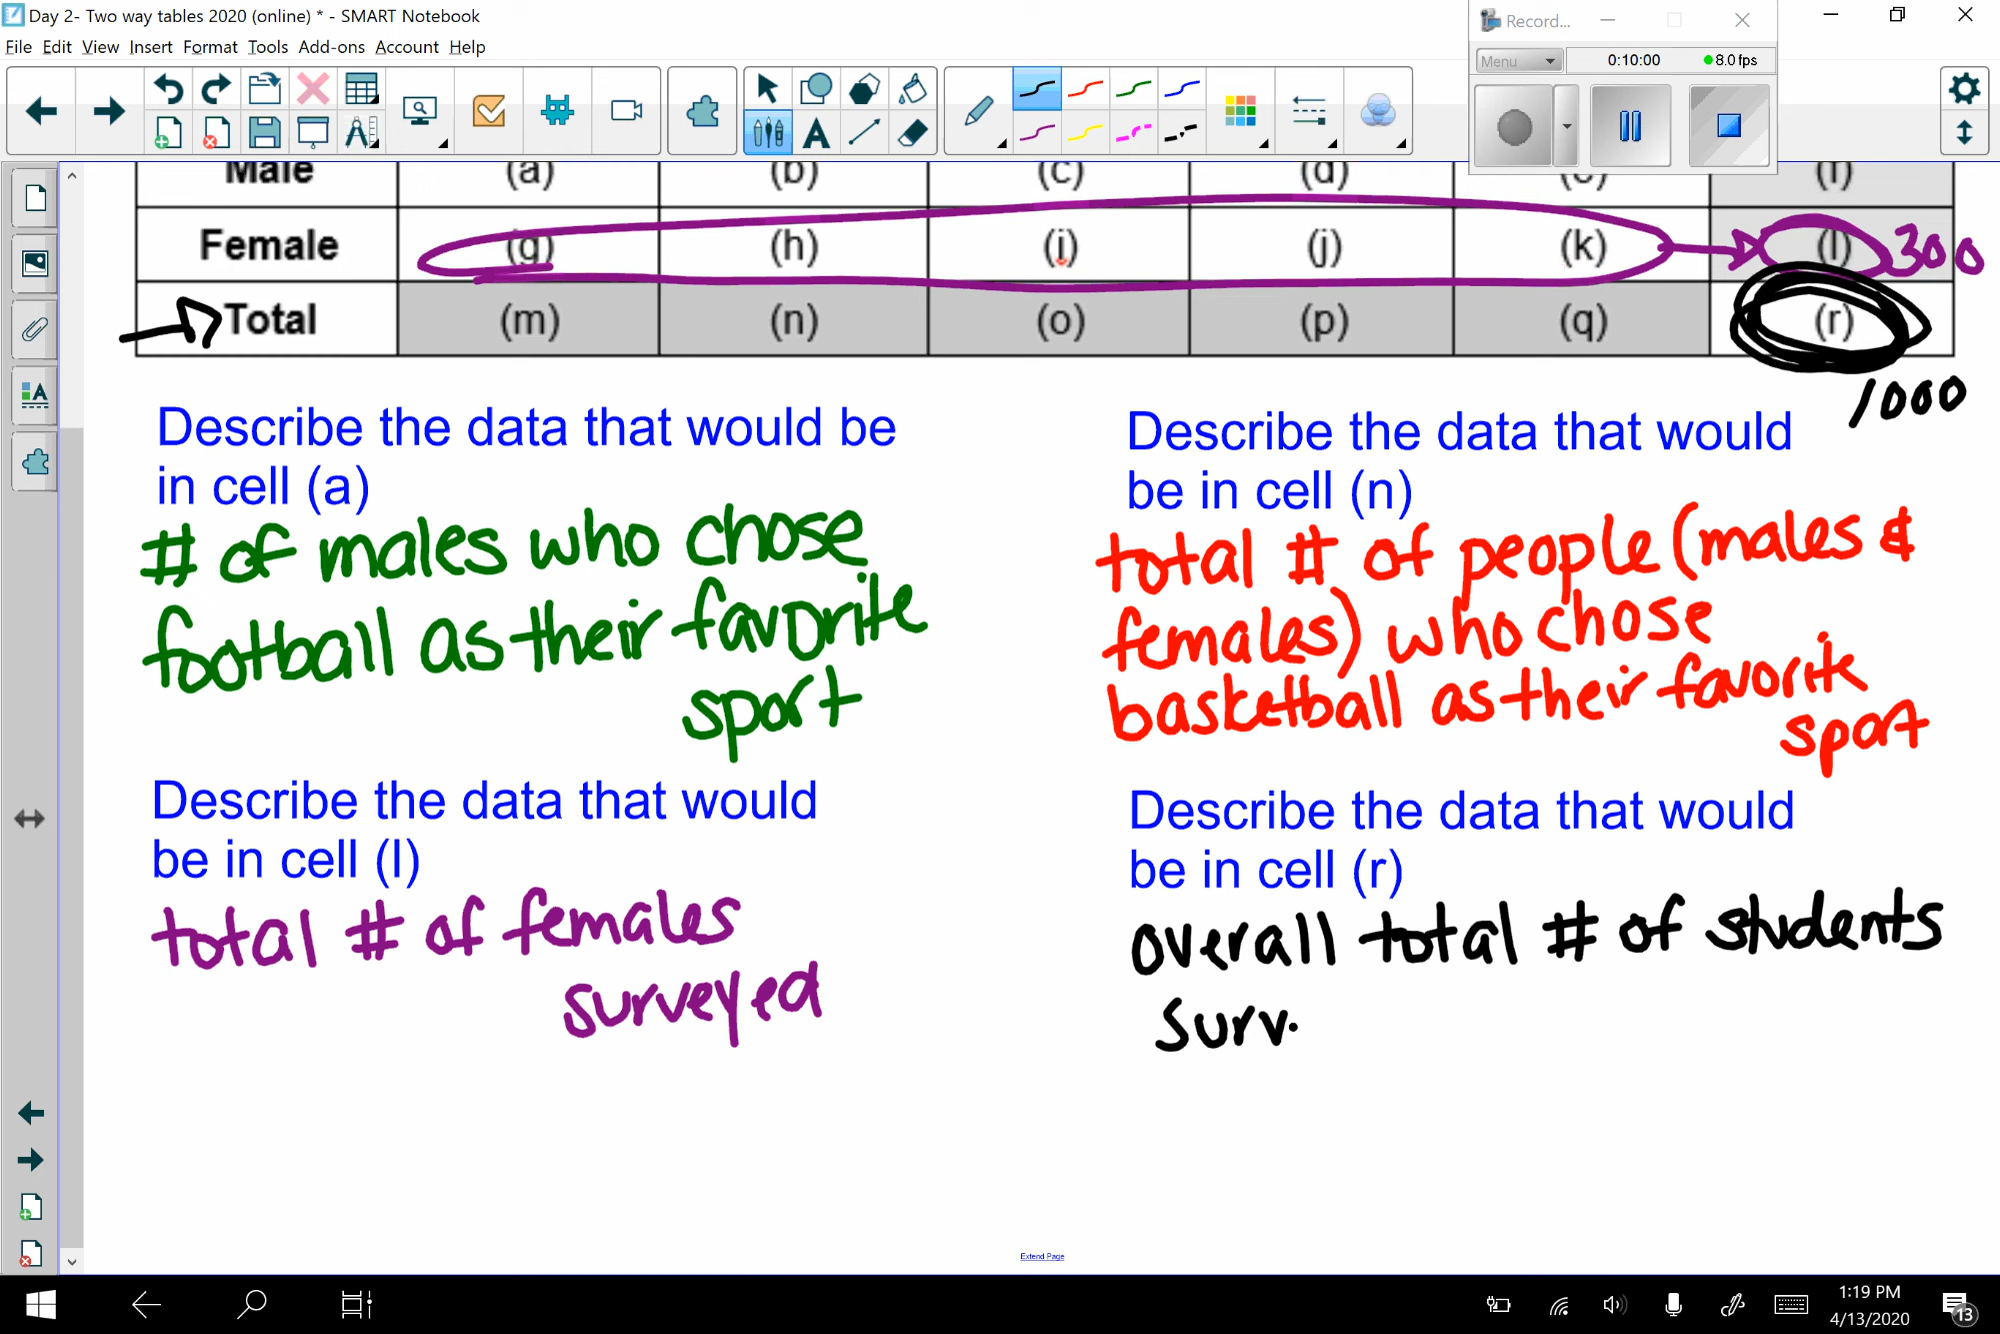 Day 2- Two way tables 2020 (online) * - SMART Notebook
Record...
File Edit View Insert Format Tools Add-ons Account Help
Menu 0:10:00 8.0 fps
Male (a) (b) (c) (d)
Female (g) (h) (i) (j) (k) (l) 300
Total (m) (n) (o) (p) (q) (r)
1000
Describe the data that would be
in cell (a)
# of males who chose
football as their favorite
sport
Describe the data that would
be in cell (n)
total # of people (males &
females) who chose
basketball as their favorite
sport
Describe the data that would
be in cell (l)
total # of females
surveyed
Describe the data that would
be in cell (r)
overall total # of students
surv
Extend Page
1:19 PM
4/13/2020
13